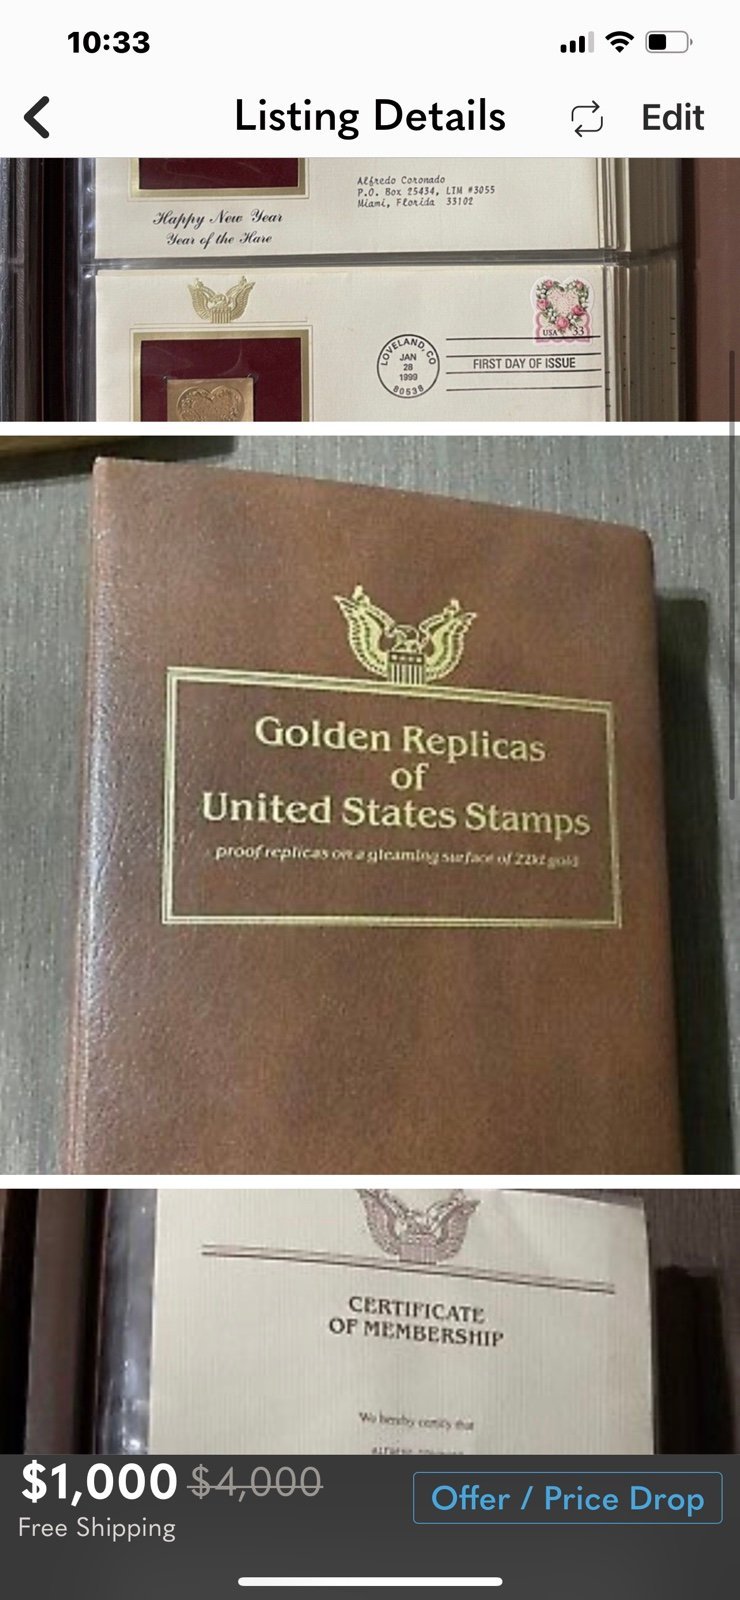 10:33
Listing Details
Edit
Alfredo Coronado
P.O. Box 25434, LTM #3055
Miami, Florida 33102
Happy New Year
Year of the Hare
USA 33
LOVELAND, CO
JAN
28
1999
80538
FIRST DAY OF ISSUE
Golden Replicas
of
United States Stamps
proof replicas on a gleaming surface of 22kt gold
CERTIFICATE
OF MEMBERSHIP
We hereby certify that
$1,000 $4,000
Free Shipping
Offer / Price Drop